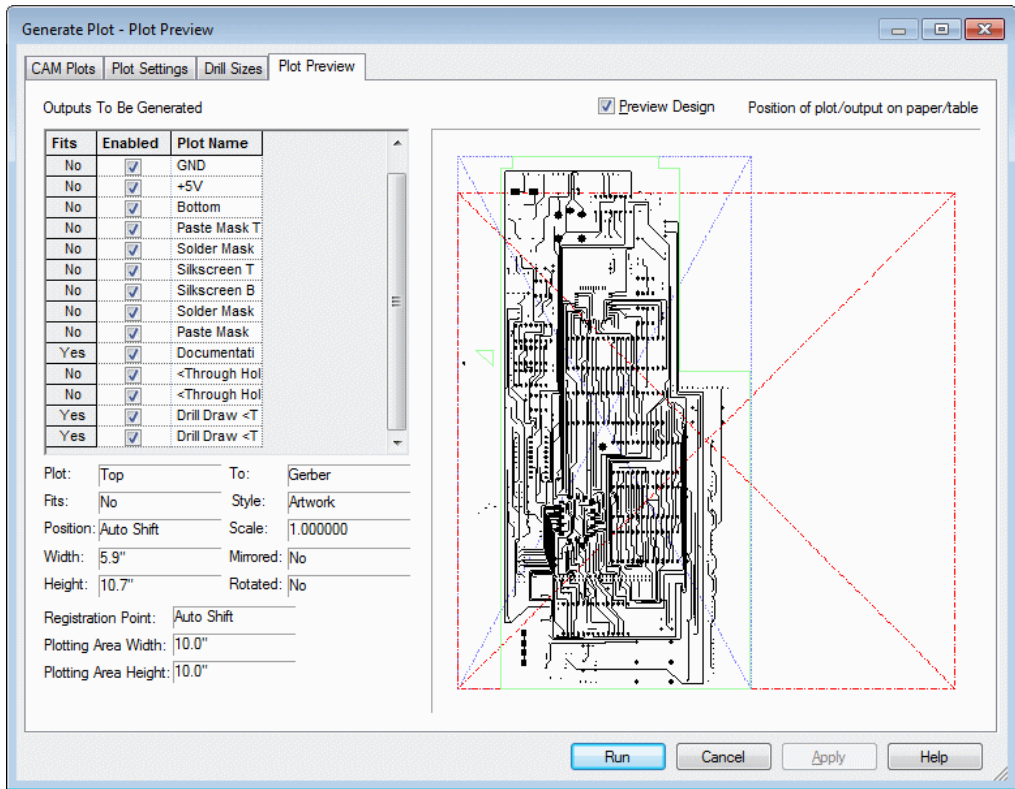 Generate Plot - Plot Preview
CAM Plots Plot Settings Drill Sizes Plot Preview
Outputs To Be Generated
Preview Design
Position of plot/output on paper/table
Fits Enabled Plot Name
No GND
No +5V
No Bottom
No Paste Mask T
No Solder Mask
No Silkscreen T
No Silkscreen B
No Solder Mask
No Paste Mask
Yes Documentati
No <Through Hol
No <Through Hol
Yes Drill Draw <T
Yes Drill Draw <T
Plot: Top To: Gerber
Fits: No Style: Artwork
Position: Auto Shift Scale: 1.000000
Width: 5.9" Mirrored: No
Height: 10.7" Rotated: No
Registration Point: Auto Shift
Plotting Area Width: 10.0"
Plotting Area Height: 10.0"
Run Cancel Apply Help